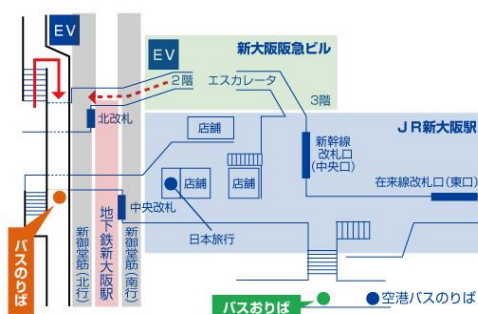 EV
EV
新大阪阪急ビル
2階
エスカレータ
3階
北改札
店舗
JR新大阪駅
新幹線
改札口
(中央口)
在来線改札口(東口)
店舗
店舗
中央改札
日本旅行
バスのりば
新御堂筋(北行)
地下鉄新大阪駅
新御堂筋(南行)
バスおりば
空港バスのりば